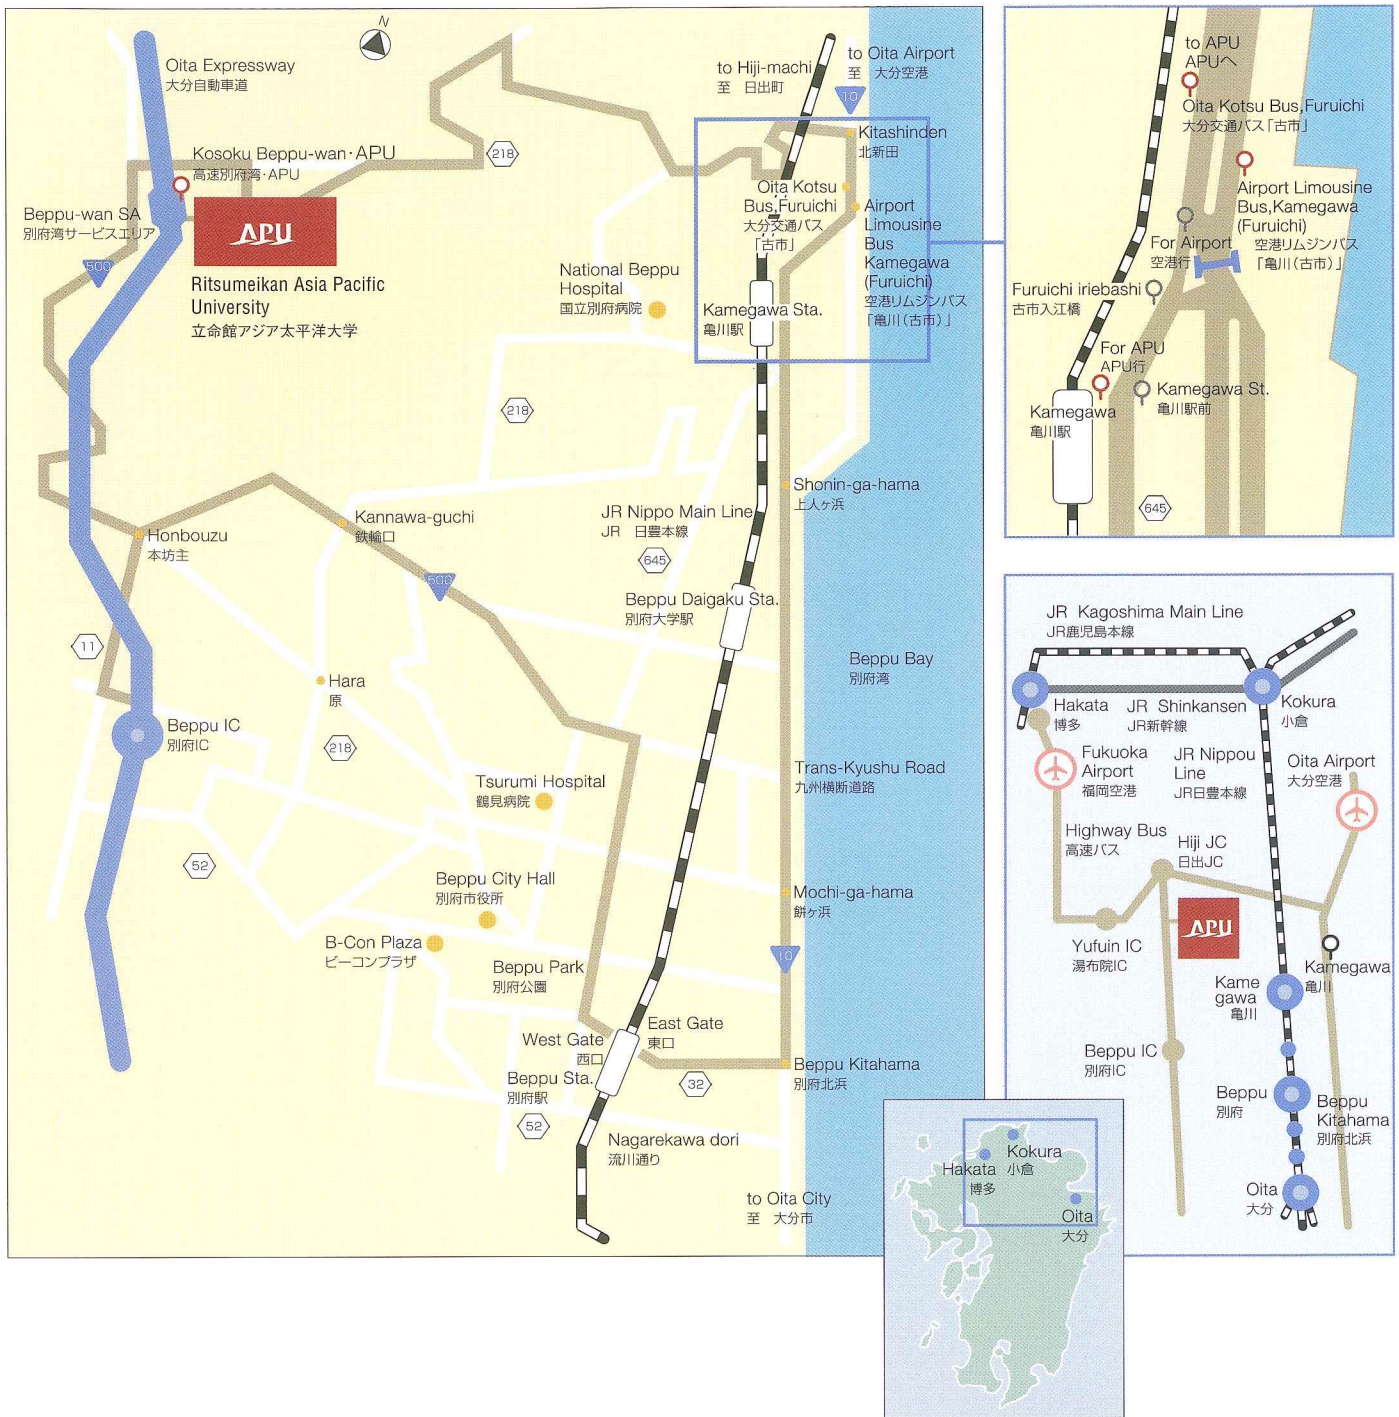 N
Oita Expressway
大分自動車道
to Hiji-machi
至 日出町
to Oita Airport
至 大分空港
10
218
Kosoku Beppu-wan・APU
高速別府湾・APU
Beppu-wan SA
別府湾サービスエリア
APU
Ritsumeikan Asia Pacific
University
立命館アジア太平洋大学
500
Kitashinden
北新田
Oita Kotsu
Bus,Furuichi
大分交通バス
「古市」
Airport
Limousine
Bus
Kamegawa
(Furuichi)
空港リムジンバス
「亀川(古市)」
National Beppu
Hospital
国立別府病院
Kamegawa Sta.
亀川駅
218
Shonin-ga-hama
上人ヶ浜
JR Nippo Main Line
JR 日豊本線
Kannawa-guchi
鉄輪口
Honbouzu
本坊主
645
500
Beppu Daigaku Sta.
別府大学駅
11
Beppu Bay
別府湾
Hara
原
Beppu IC
別府IC
218
Trans-Kyushu Road
九州横断道路
Tsurumi Hospital
鶴見病院
52
Beppu City Hall
別府市役所
Mochi-ga-hama
餅ヶ浜
B-Con Plaza
ビーコンプラザ
10
Beppu Park
別府公園
East Gate
東口
West Gate
西口
Beppu Sta.
別府駅
Beppu Kitahama
別府北浜
32
52
Nagarekawa dori
流川通り
to Oita City
至 大分市
to APU
APUへ
Oita Kotsu Bus,Furuichi
大分交通バス「古市」
Airport Limousine
Bus,Kamegawa
(Furuichi)
空港リムジンバス
「亀川(古市)」
For Airport
空港行
Furuichi iriebashi
古市入江橋
For APU
APU行
Kamegawa St.
亀川駅前
Kamegawa
亀川駅
645
JR Kagoshima Main Line
JR鹿児島本線
Hakata
博多
JR Shinkansen
JR新幹線
Kokura
小倉
Fukuoka
Airport
福岡空港
JR Nippou
Line
JR日豊本線
Oita Airport
大分空港
Highway Bus
高速バス
Hiji JC
日出JC
APU
Yufuin IC
湯布院IC
Kamegawa
亀川
Kame
gawa
亀川
Beppu IC
別府IC
Beppu
別府
Beppu
Kitahama
別府北浜
Oita
大分
Kokura
小倉
Hakata
博多
Oita
大分